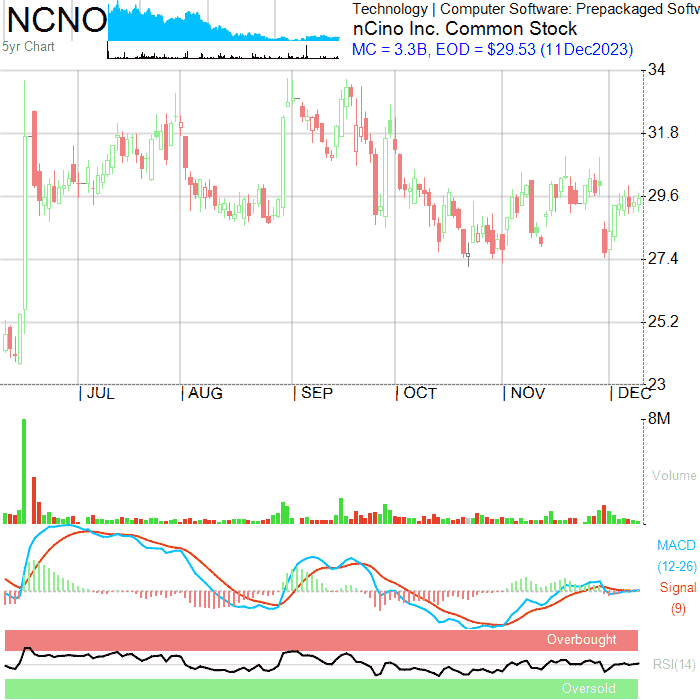 NCNO
5yr Chart
Technology | Computer Software: Prepackaged Softw
nCino Inc. Common Stock
MC = 3.3B, EOD = $29.53 (11Dec2023)
34
31.8
29.6
27.4
25.2
23
JUL
AUG
SEP
OCT
NOV
DEC
8M
Volume
MACD
(12-26)
Signal
(9)
Overbought
RSI(14)
Oversold